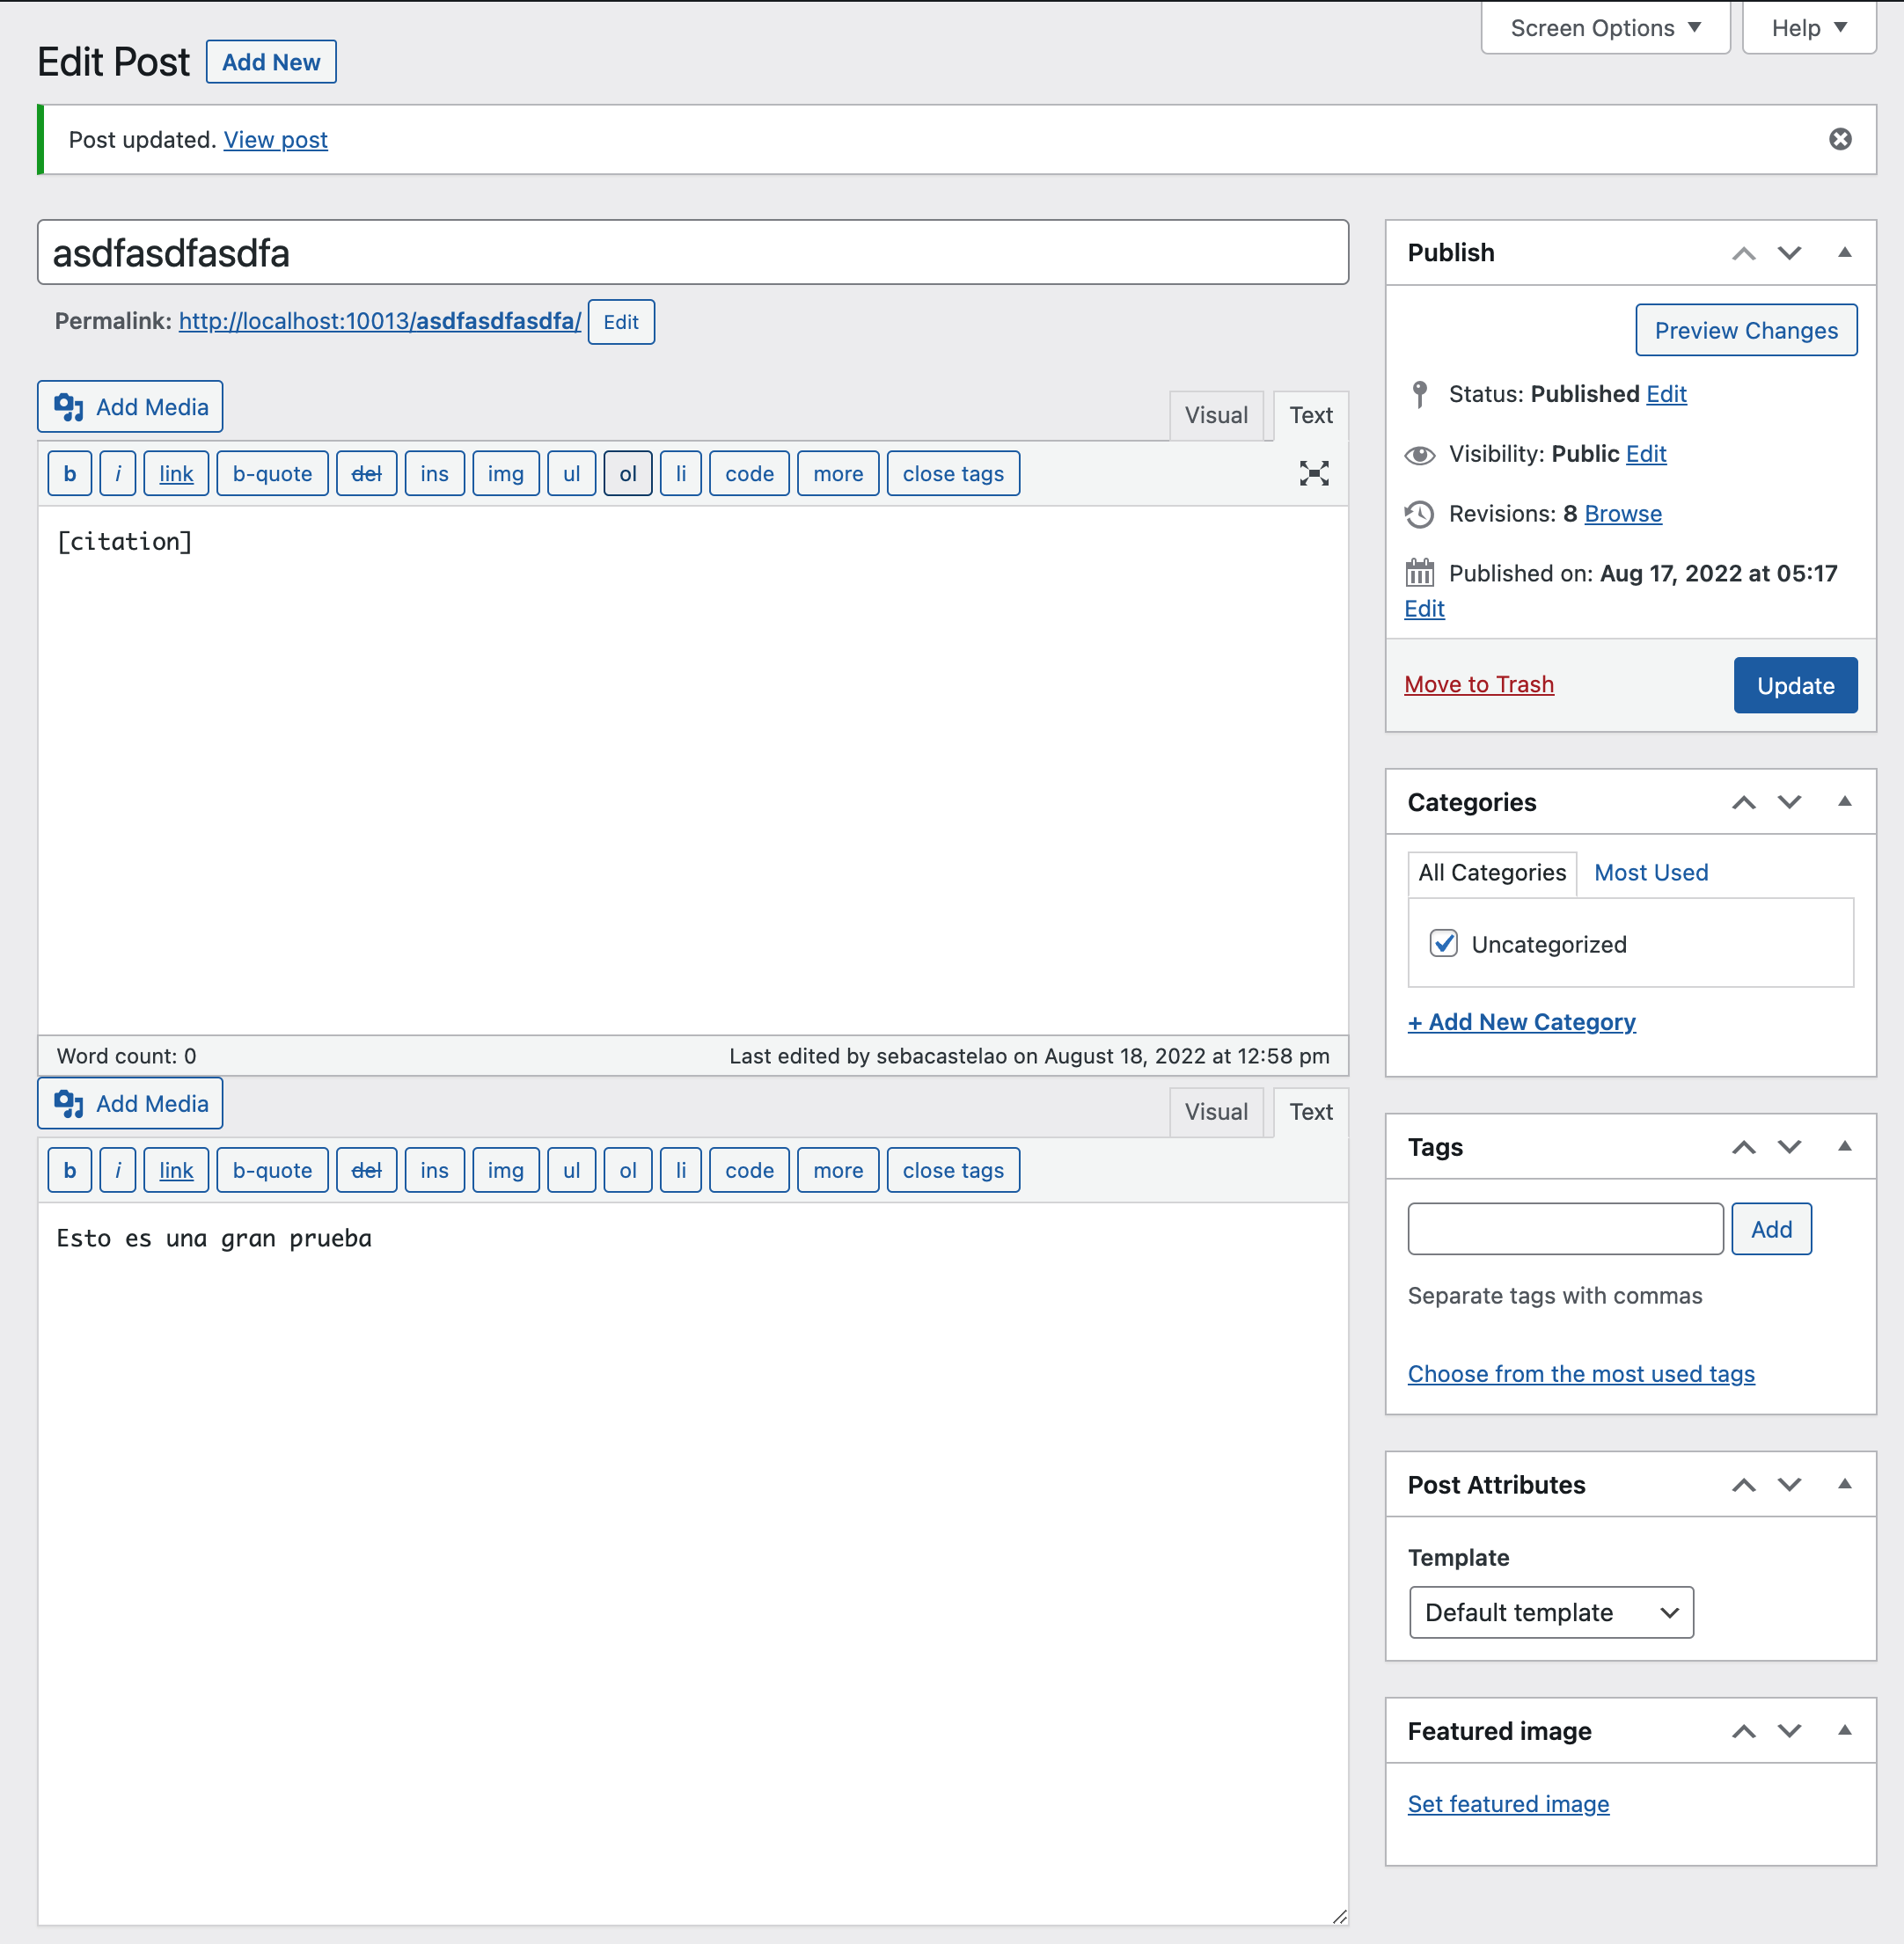 Screen Options ▼
Help ▼
Edit Post
Add New
Post updated. View post
asdfasdfasdfa
Permalink: http://localhost:10013/asdfasdfasdfa/ Edit
Add Media
Visual
Text
b
i
link
b-quote
del
ins
img
ul
ol
li
code
more
close tags
[citation]
Word count: 0
Last edited by sebacastelao on August 18, 2022 at 12:58 pm
Add Media
Visual
Text
b
i
link
b-quote
del
ins
img
ul
ol
li
code
more
close tags
Esto es una gran prueba
Publish
Preview Changes
Status: Published Edit
Visibility: Public Edit
Revisions: 8 Browse
Published on: Aug 17, 2022 at 05:17
Edit
Move to Trash
Update
Categories
All Categories
Most Used
Uncategorized
+ Add New Category
Tags
Add
Separate tags with commas
Choose from the most used tags
Post Attributes
Template
Default template
Featured image
Set featured image